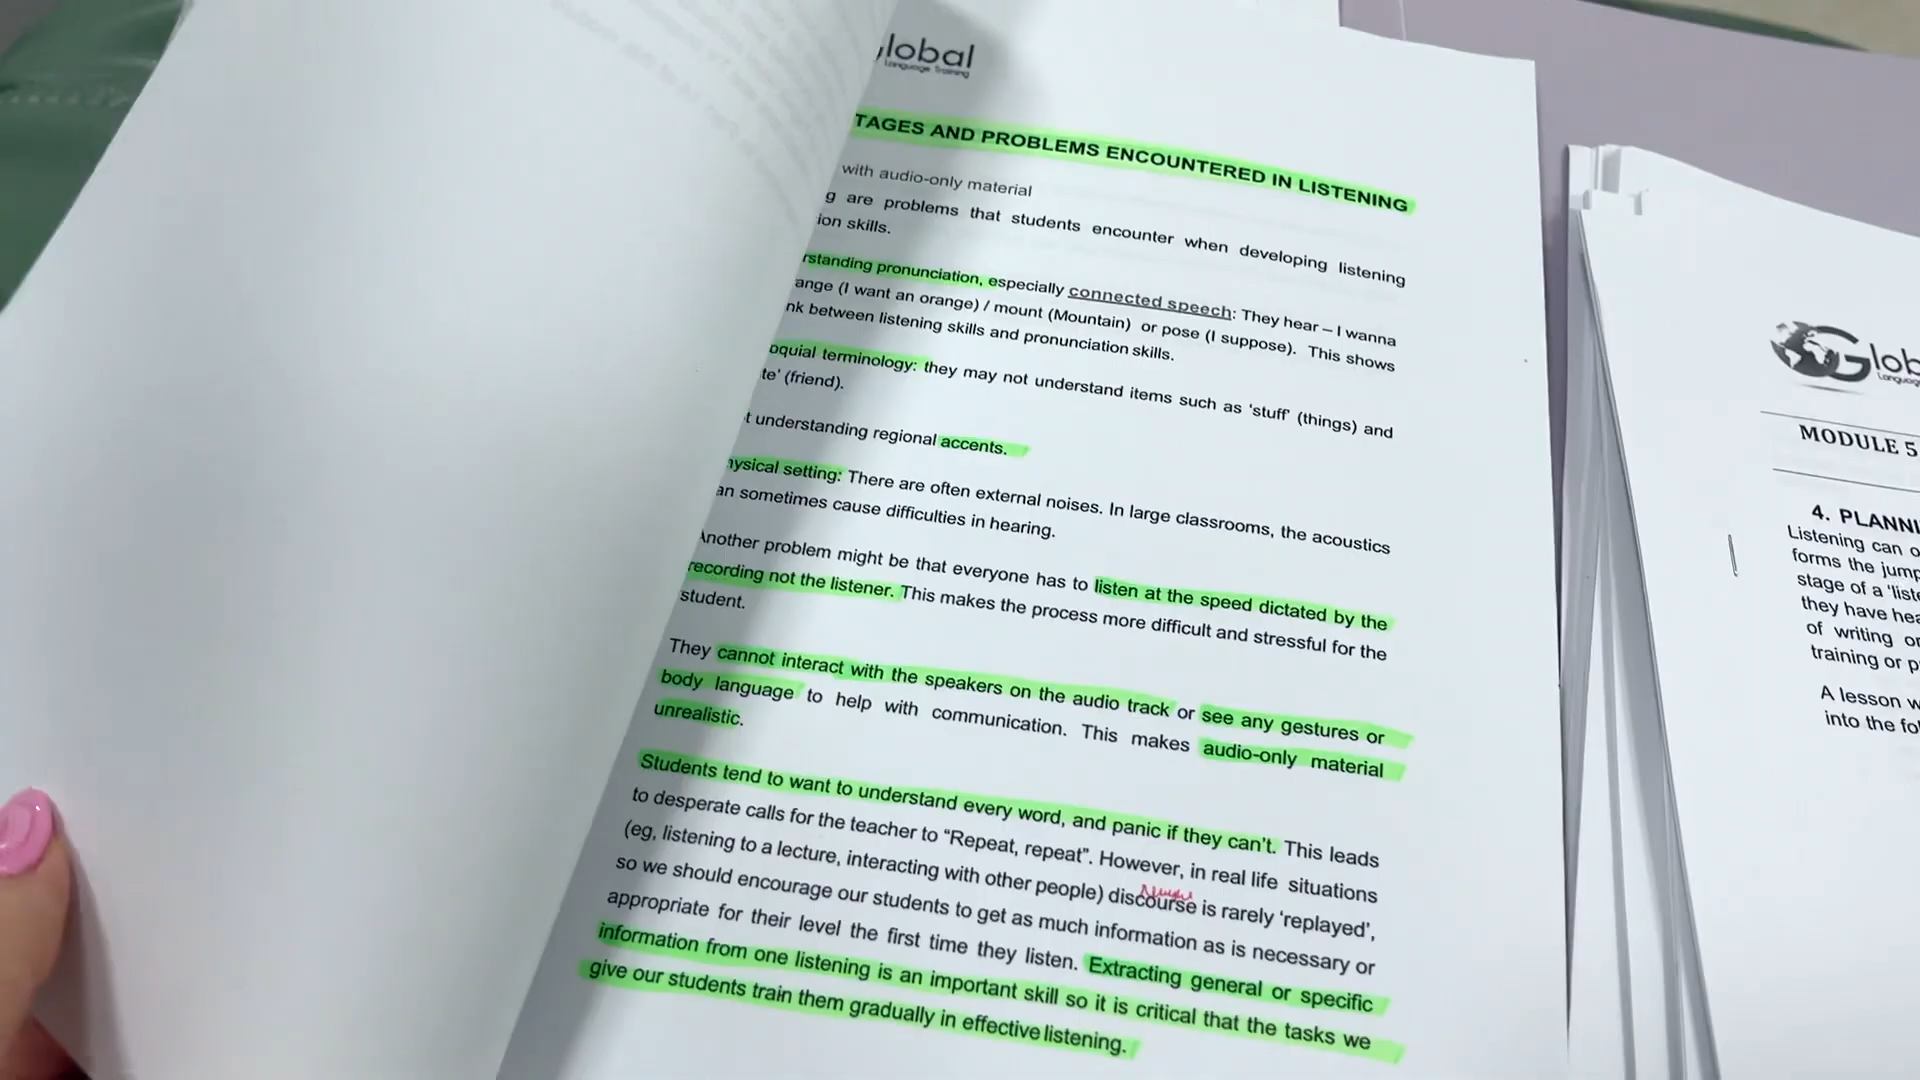 lobal
Language Training
TAGES AND PROBLEMS ENCOUNTERED IN LISTENING
with audio-only material
g are problems that students encounter when developing listening
ion skills.
rstanding pronunciation, especially connected speech: They hear – I wanna
ange (I want an orange) / mount (Mountain) or pose (I suppose). This shows
nk between listening skills and pronunciation skills.
oquial terminology: they may not understand items such as 'stuff' (things) and
te' (friend).
t understanding regional accents.
hysical setting: There are often external noises. In large classrooms, the acoustics
an sometimes cause difficulties in hearing.
Another problem might be that everyone has to listen at the speed dictated by the
recording not the listener. This makes the process more difficult and stressful for the
student.
They cannot interact with the speakers on the audio track or see any gestures or
body language to help with communication. This makes audio-only material
unrealistic.
Students tend to want to understand every word, and panic if they can't. This leads
to desperate calls for the teacher to “Repeat, repeat”. However, in real life situations
(eg, listening to a lecture, interacting with other people) discourse is rarely 'replayed',
so we should encourage our students to get as much information as is necessary or
appropriate for their level the first time they listen. Extracting general or specific
information from one listening is an important skill so it is critical that the tasks we
give our students train them gradually in effective listening.
Glob
Language
MODULE 5
4. PLANNI
Listening can o
forms the jump
stage of a 'liste
they have hea
of writing or
training or p
A lesson w
into the fo